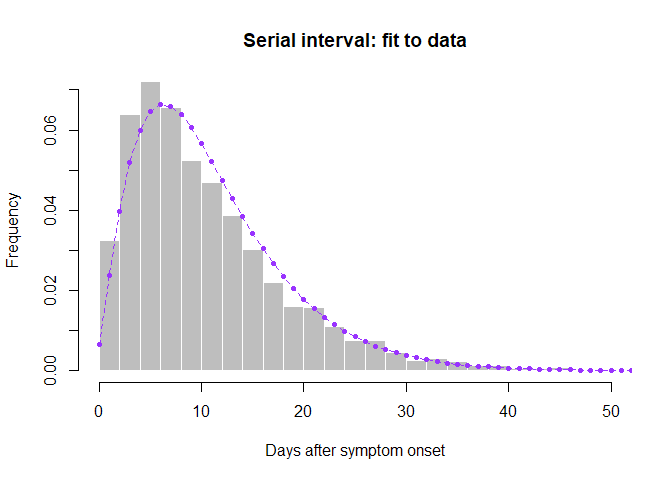 Serial interval: fit to data
Frequency
0.06
0.04
0.02
0.00
0 10 20 30 40 50
Days after symptom onset